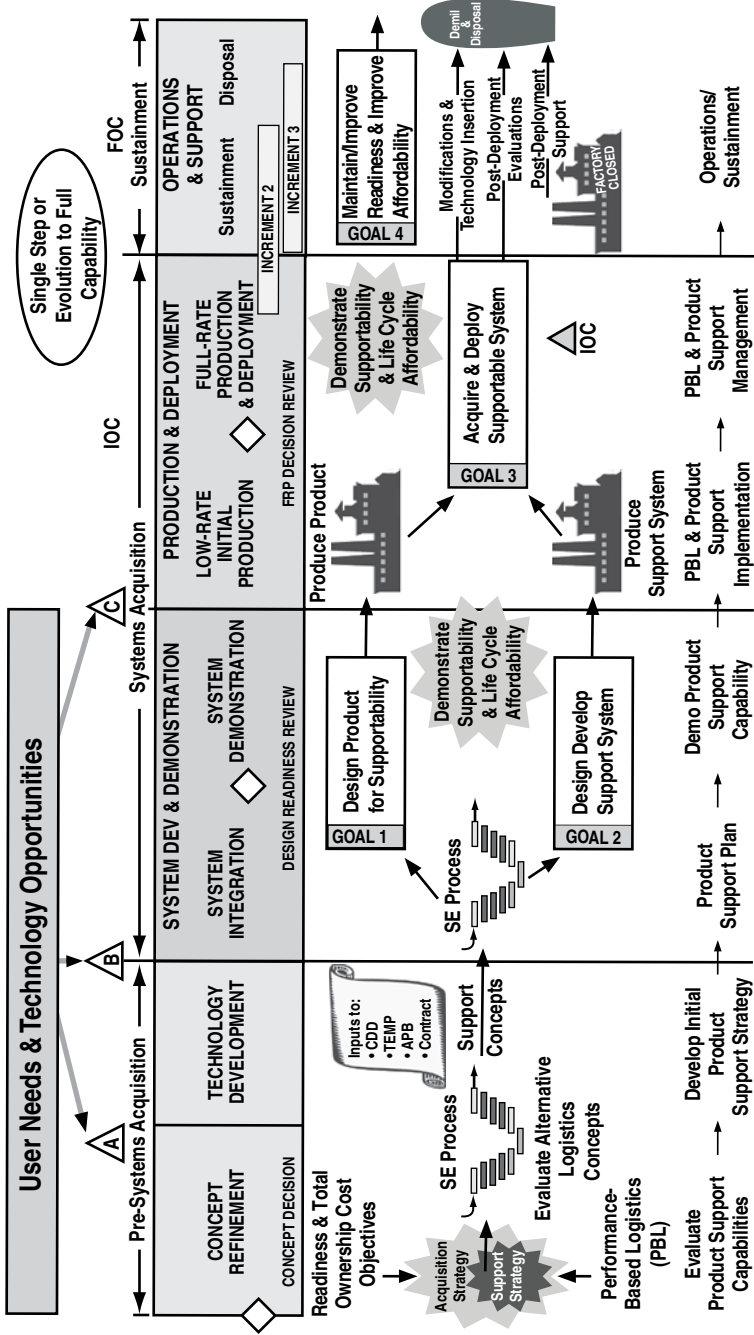 User Needs & Technology Opportunities
Single Step or
Evolution to Full
Capability
A
B
C
Pre-Systems Acquisition
Systems Acquisition
IOC
FOC
Sustainment
CONCEPT
REFINEMENT
CONCEPT DECISION
TECHNOLOGY
DEVELOPMENT
SYSTEM DEV & DEMONSTRATION
SYSTEM
INTEGRATION
SYSTEM
DEMONSTRATION
DESIGN READINESS REVIEW
PRODUCTION & DEPLOYMENT
LOW-RATE
INITIAL
PRODUCTION
FULL-RATE
PRODUCTION
& DEPLOYMENT
FRP DECISION REVIEW
OPERATIONS
& SUPPORT
Sustainment
Disposal
INCREMENT 2
INCREMENT 3
Readiness & Total
Ownership Cost
Objectives
Acquisition
Strategy
Support
Strategy
Performance-
Based Logistics
(PBL)
SE Process
Evaluate Alternative
Logistics
Concepts
Inputs to:
• CDD
• TEMP
• APB
• Contract
Support
Concepts
SE Process
GOAL 1
Design Product
for Supportability
GOAL 2
Design Develop
Support System
Demonstrate
Supportability
& Life Cycle
Affordability
Produce Product
Produce
Support System
GOAL 3
Acquire & Deploy
Supportable System
Demonstrate
Supportability
& Life Cycle
Affordability
IOC
GOAL 4
Maintain/Improve
Readiness & Improve
Affordability
Modifications &
Technology Insertion
Post-Deployment
Evaluations
Post-Deployment
Support
FACTORY
CLOSED
Demil
&
Disposal
Evaluate
Product Support
Capabilities
Develop Initial
Product
Support Strategy
Product
Support Plan
Demo Product
Support
Capability
PBL & Product
Support
Implementation
PBL & Product
Support
Management
Operations/
Sustainment